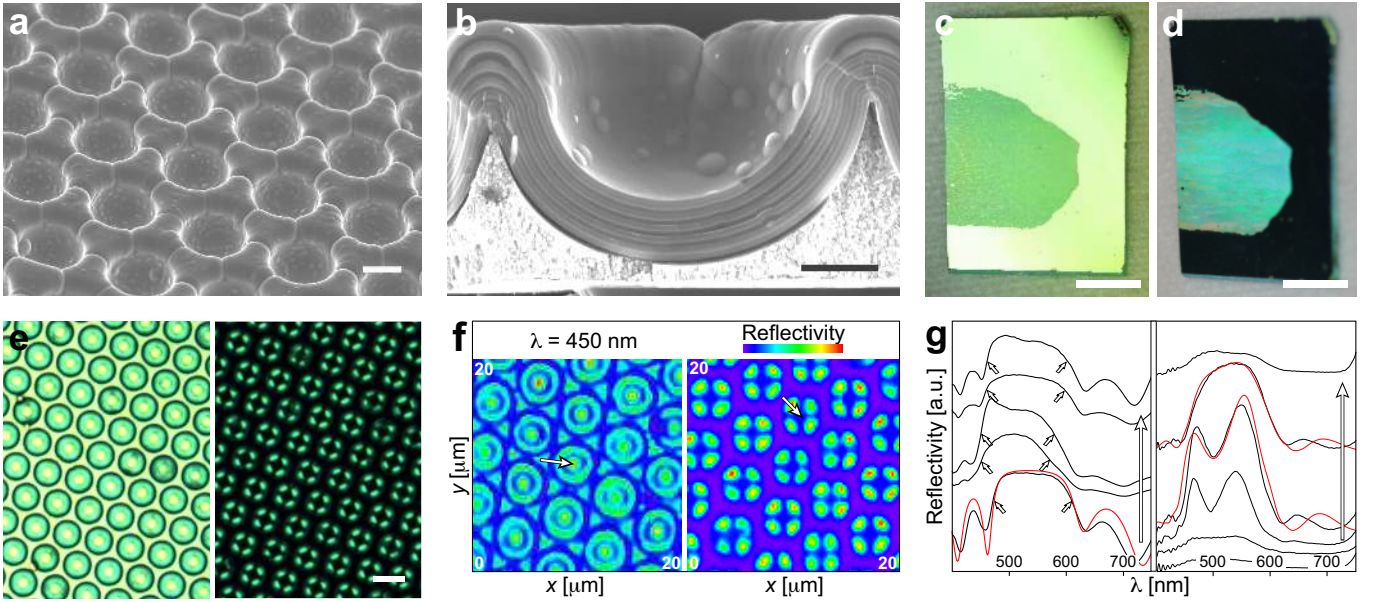 a
b
c
d
e
f
λ = 450 nm
Reflectivity
20
20
y [μm]
0
20
0
20
x [μm]
x [μm]
g
Reflectivity [a.u.]
500
600
700
500
600
700
λ [nm]